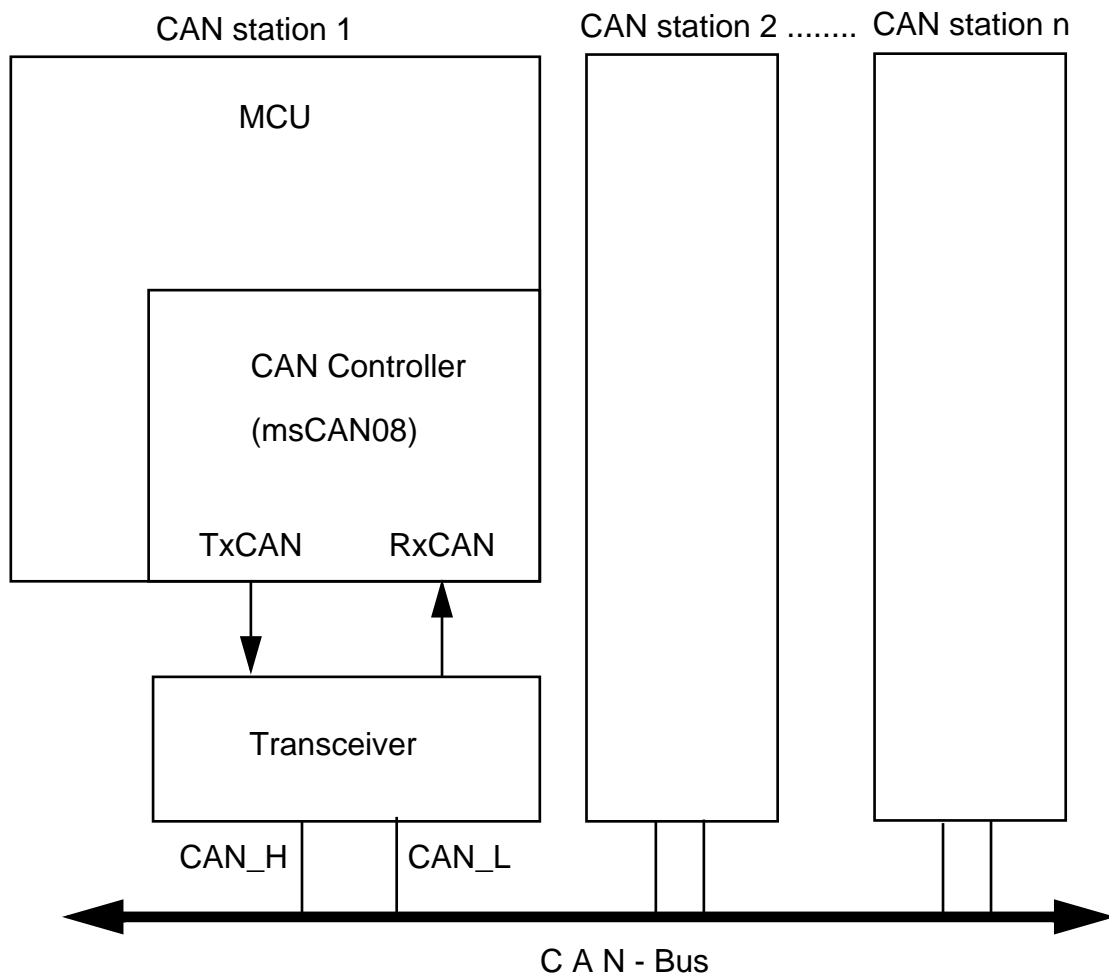 CAN station 1
CAN station 2 ........ CAN station n
MCU
CAN Controller
(msCAN08)
TxCAN
RxCAN
Transceiver
CAN_H
CAN_L
C A N - Bus